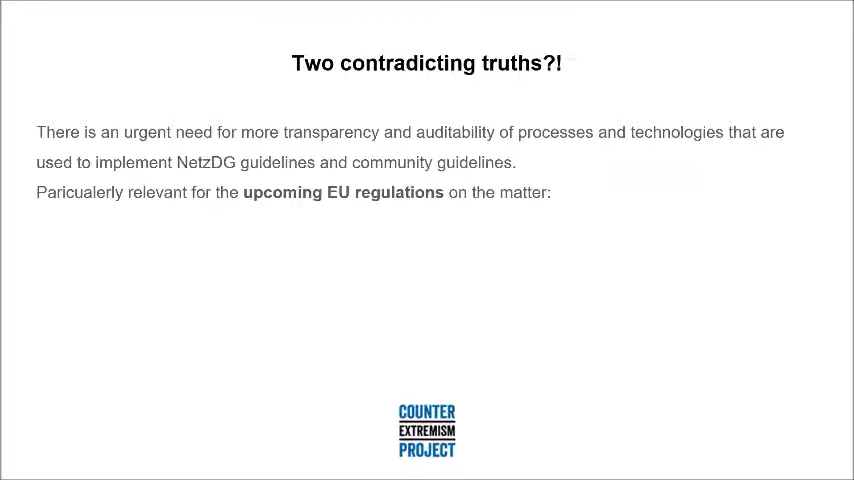 Two contradicting truths?!
There is an urgent need for more transparency and auditability of processes and technologies that are
used to implement NetzDG guidelines and community guidelines.
Paricualerly relevant for the upcoming EU regulations on the matter:
COUNTER
EXTREMISM
PROJECT